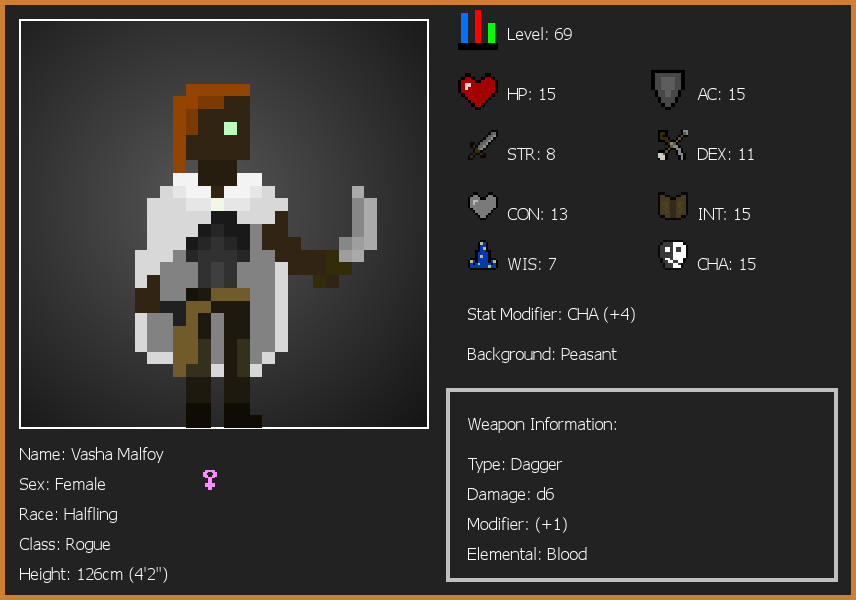 Level: 69
HP: 15
AC: 15
STR: 8
DEX: 11
CON: 13
INT: 15
WIS: 7
CHA: 15
Stat Modifier: CHA (+4)
Background: Peasant
Weapon Information:
Type: Dagger
Damage: d6
Modifier: (+1)
Elemental: Blood
Name: Vasha Malfoy
Sex: Female
Race: Halfling
Class: Rogue
Height: 126cm (4'2")